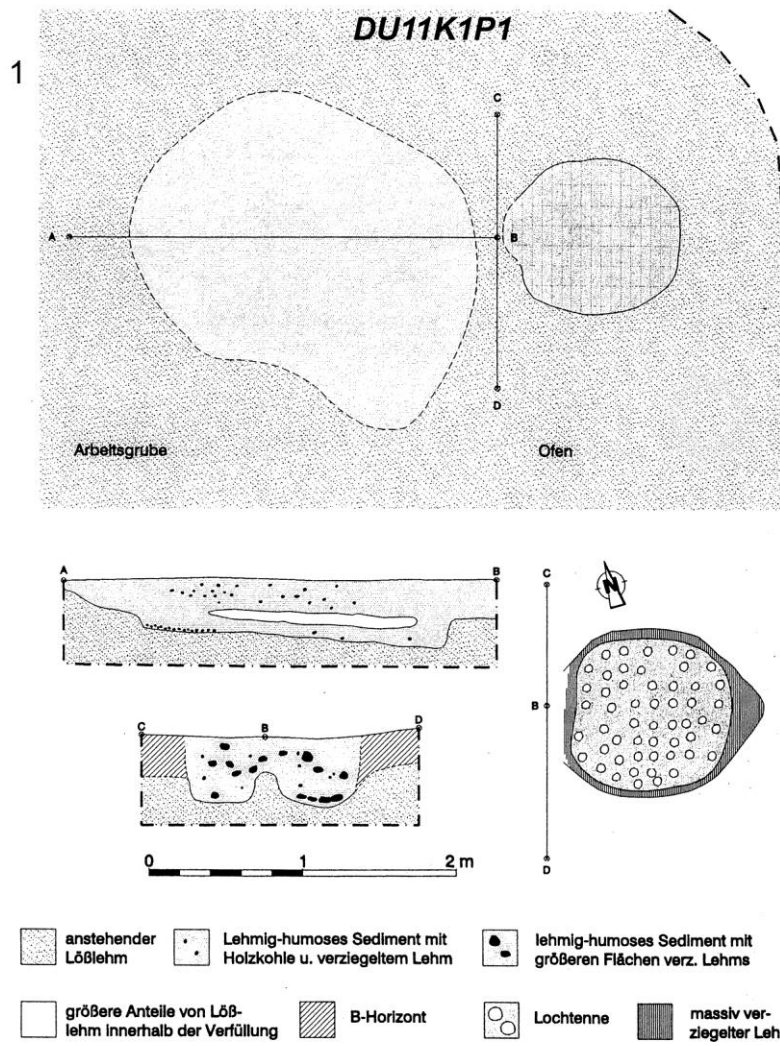 DU11K1P1
1
C
A
B
D
Arbeitsgrube
Ofen
A
B
N
C
B
D
C
B
D
0
1
2 m
anstehender
Lößlehm
Lehmig-humoses Sediment mit
Holzkohle u. verziegeltem Lehm
lehmig-humoses Sediment mit
größeren Flächen verz. Lehms
größere Anteile von Löß-
lehm innerhalb der Verfüllung
B-Horizont
Lochtenne
massiv ver-
ziegelter Leh